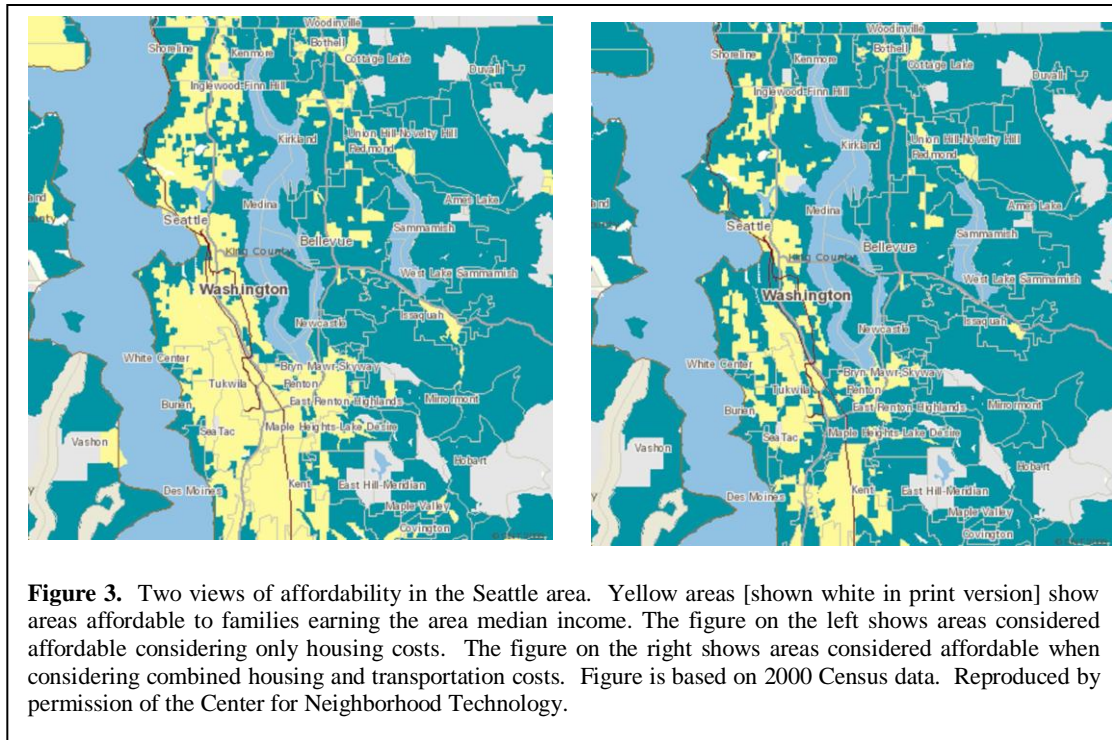 Woodinville
Shoreline
Kenmore
Bothell
Cottage Lake
Duvall
Inglewood-Finn Hill
Union Hill-Novelty Hill
Kirkland
Redmond
Ames Lake
Medina
Seattle
Sammamish
Bellevue
King County
West Lake Sammamish
Washington
Issaquah
Newcastle
White Center
Bryn Mawr-Skyway
Tukwila
Renton
Burien
East Renton Highlands
Mirrormont
SeaTac
Maple Heights-Lake Desire
Vashon
Hobart
Des Moines
Kent
East Hill-Meridian
Maple Valley
Covington
Woodinville
Shoreline
Kenmore
Bothell
Cottage Lake
Duvall
Inglewood-Finn Hill
Union Hill-Novelty Hill
Kirkland
Redmond
Ames Lake
Medina
Seattle
Sammamish
Bellevue
King County
West Lake Sammamish
Washington
Issaquah
Newcastle
White Center
Bryn Mawr-Skyway
Tukwila
Renton
Burien
East Renton Highlands
Mirrormont
SeaTac
Maple Heights-Lake Desire
Vashon
Hobart
Des Moines
Kent
East Hill-Meridian
Maple Valley
Covington
Figure 3. Two views of affordability in the Seattle area. Yellow areas [shown white in print version] show
areas affordable to families earning the area median income. The figure on the left shows areas considered
affordable considering only housing costs. The figure on the right shows areas considered affordable when
considering combined housing and transportation costs. Figure is based on 2000 Census data. Reproduced by
permission of the Center for Neighborhood Technology.